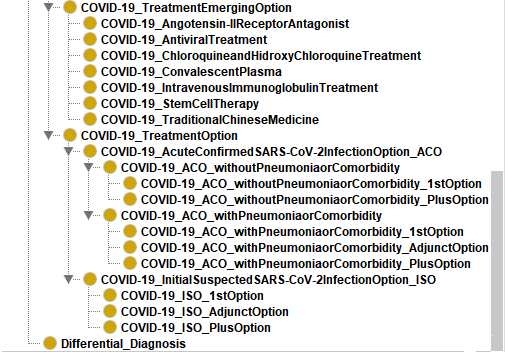 COVID-19_TreatmentEmergingOption
COVID-19_Angotensin-IIReceptorAntagonist
COVID-19_AntiviralTreatment
COVID-19_ChloroquineandHidroxyChloroquineTreatment
COVID-19_ConvalescentPlasma
COVID-19_IntravenousImmunoglobulinTreatment
COVID-19_StemCellTherapy
COVID-19_TraditionalChineseMedicine
COVID-19_TreatmentOption
COVID-19_AcuteConfirmedSARS-CoV-2InfectionOption_ACO
COVID-19_ACO_withoutPneumoniaorComorbidity
COVID-19_ACO_withoutPneumoniaorComorbidity_1stOption
COVID-19_ACO_withoutPneumoniaorComorbidity_PlusOption
COVID-19_ACO_withPneumoniaorComorbidity
COVID-19_ACO_withPneumoniaorComorbidity_1stOption
COVID-19_ACO_withPneumoniaorComorbidity_AdjunctOption
COVID-19_ACO_withPneumoniaorComorbidity_PlusOption
COVID-19_InitialSuspectedSARS-CoV-2InfectionOption_ISO
COVID-19_ISO_1stOption
COVID-19_ISO_AdjunctOption
COVID-19_ISO_PlusOption
Differential_Diagnosis